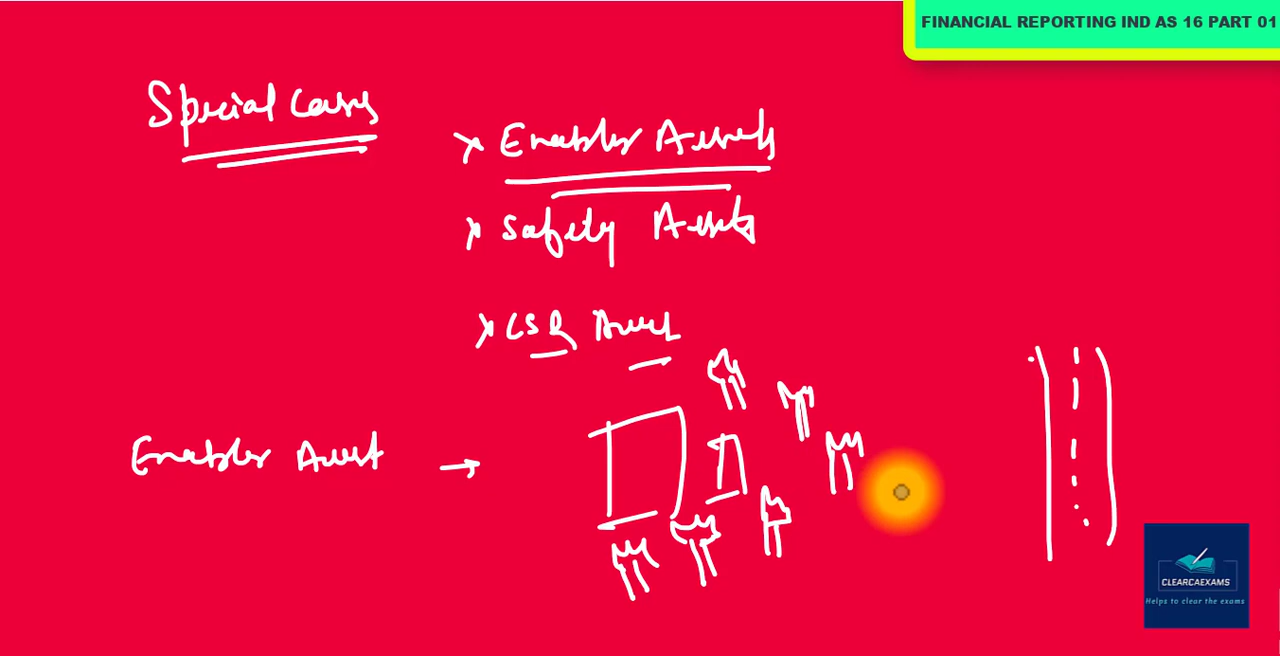 FINANCIAL REPORTING IND AS 16 PART 01
Special Cases
x Enabler Assets
x Safety Assets
x CSR Asset
Enabler Asset →
CLEARCAEXAMS
Helps to clear the exams